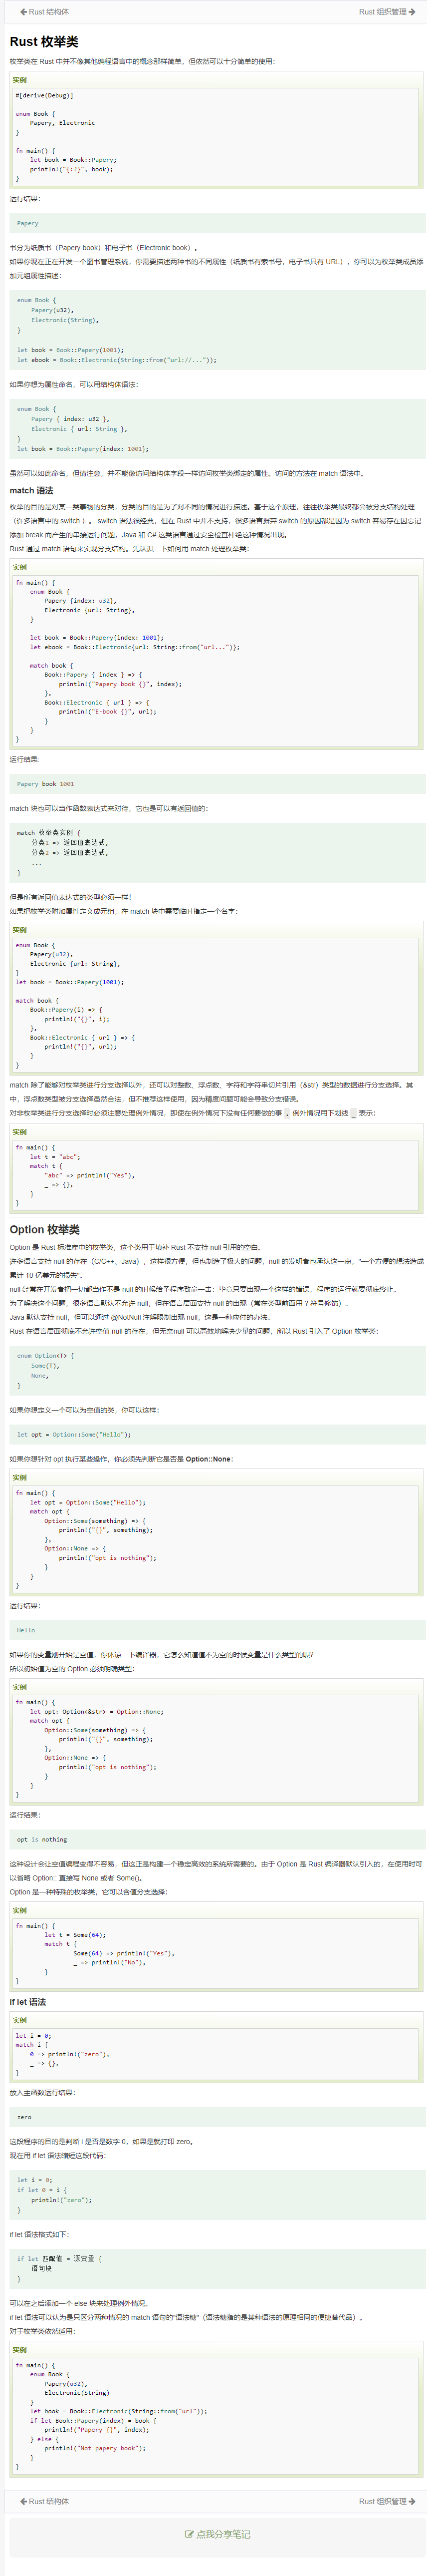 Rust 结构体
Rust 组织管理
Rust 枚举类
枚举类在 Rust 中并不像其他编程语言中的概念那样简单，但依然可以十分简单的使用：
实例
#[derive(Debug)]
enum Book {
Papery, Electronic
}
fn main() {
let book = Book::Papery;
println!("{:?}", book);
}
运行结果：
Papery
书分为纸质书（Papery book）和电子书（Electronic book）。
如果你现在正在开发一个图书管理系统，你需要描述两种书的不同属性（纸质书有索书号，电子书只有 URL），你可以为枚举类成员添
加元组属性描述：
enum Book {
Papery(u32),
Electronic(String),
}
let book = Book::Papery(1001);
let ebook = Book::Electronic(String::from("url://..."));
如果你想为属性命名，可以用结构体语法：
enum Book {
Papery { index: u32 },
Electronic { url: String },
}
let book = Book::Papery{index: 1001};
虽然可以如此命名，但请注意，并不能像访问结构体字段一样访问枚举类绑定的属性。访问的方法在 match 语法中。
match 语法
枚举的目的是对某一类事物的分类，分类的目的是为了对不同的情况进行描述。基于这个原理，往往枚举类最终都会被分支结构处理
（许多语言中的 switch ）。 switch 语法很经典，但在 Rust 中并不支持，很多语言摒弃 switch 的原因都是因为 switch 容易存在因忘记
添加 break 而产生的串接运行问题，Java 和 C# 这类语言通过安全检查杜绝这种情况出现。
Rust 通过 match 语句来实现分支结构。先认识一下如何用 match 处理枚举类：
实例
fn main() {
enum Book {
Papery {index: u32},
Electronic {url: String},
}
let book = Book::Papery{index: 1001};
let ebook = Book::Electronic{url: String::from("url...")};
match book {
Book::Papery { index } => {
println!("Papery book {}", index);
},
Book::Electronic { url } => {
println!("E-book {}", url);
}
}
}
运行结果:
Papery book 1001
match 块也可以当作函数表达式来对待，它也是可以有返回值的：
match 枚举类实例 {
分类1 => 返回值表达式,
分类2 => 返回值表达式,
...
}
但是所有返回值表达式的类型必须一样！
如果把枚举类附加属性定义成元组，在 match 块中需要临时指定一个名字：
实例
enum Book {
Papery(u32),
Electronic {url: String},
}
let book = Book::Papery(1001);
match book {
Book::Papery(i) => {
println!("{}", i);
},
Book::Electronic { url } => {
println!("{}", url);
}
}
match 除了能够对枚举类进行分支选择以外，还可以对整数、浮点数、字符和字符串切片引用（&str）类型的数据进行分支选择。其
中，浮点数类型被分支选择虽然合法，但不推荐这样使用，因为精度问题可能会导致分支错误。
对非枚举类进行分支选择时必须注意处理例外情况，即使在例外情况下没有任何要做的事 . 例外情况用下划线 _ 表示：
实例
fn main() {
let t = "abc";
match t {
"abc" => println!("Yes"),
_ => {},
}
}
Option 枚举类
Option 是 Rust 标准库中的枚举类，这个类用于填补 Rust 不支持 null 引用的空白。
许多语言支持 null 的存在（C/C++、Java），这样很方便，但也制造了极大的问题，null 的发明者也承认这一点，"一个方便的想法造成
累计 10 亿美元的损失"。
null 经常在开发者把一切都当作不是 null 的时候给予程序致命一击：毕竟只要出现一个这样的错误，程序的运行就要彻底终止。
为了解决这个问题，很多语言默认不允许 null，但在语言层面支持 null 的出现（常在类型前面用 ? 符号修饰）。
Java 默认支持 null，但可以通过 @NotNull 注解限制出现 null，这是一种应付的办法。
Rust 在语言层面彻底不允许空值 null 的存在，但无奈null 可以高效地解决少量的问题，所以 Rust 引入了 Option 枚举类：
enum Option<T> {
Some(T),
None,
}
如果你想定义一个可以为空值的类，你可以这样：
let opt = Option::Some("Hello");
如果你想针对 opt 执行某些操作，你必须先判断它是否是 Option::None：
实例
fn main() {
let opt = Option::Some("Hello");
match opt {
Option::Some(something) => {
println!("{}", something);
},
Option::None => {
println!("opt is nothing");
}
}
}
运行结果：
Hello
如果你的变量刚开始是空值，你体谅一下编译器，它怎么知道值不为空的时候变量是什么类型的呢？
所以初始值为空的 Option 必须明确类型：
实例
fn main() {
let opt: Option<&str> = Option::None;
match opt {
Option::Some(something) => {
println!("{}", something);
},
Option::None => {
println!("opt is nothing");
}
}
}
运行结果：
opt is nothing
这种设计会让空值编程变得不容易，但这正是构建一个稳定高效的系统所需要的。由于 Option 是 Rust 编译器默认引入的，在使用时可
以省略 Option:: 直接写 None 或者 Some()。
Option 是一种特殊的枚举类，它可以含值分支选择：
实例
fn main() {
let t = Some(64);
match t {
Some(64) => println!("Yes"),
_ => println!("No"),
}
}
if let 语法
实例
let i = 0;
match i {
0 => println!("zero"),
_ => {},
}
放入主函数运行结果：
zero
这段程序的目的是判断 i 是否是数字 0，如果是就打印 zero。
现在用 if let 语法缩短这段代码：
let i = 0;
if let 0 = i {
println!("zero");
}
if let 语法格式如下：
if let 匹配值 = 源变量 {
语句块
}
可以在之后添加一个 else 块来处理例外情况。
if let 语法可以认为是只区分两种情况的 match 语句的"语法糖"（语法糖指的是某种语法的原理相同的便捷替代品）。
对于枚举类依然适用：
实例
fn main() {
enum Book {
Papery(u32),
Electronic(String)
}
let book = Book::Electronic(String::from("url"));
if let Book::Papery(index) = book {
println!("Papery {}", index);
} else {
println!("Not papery book");
}
}
Rust 结构体
Rust 组织管理
点我分享笔记